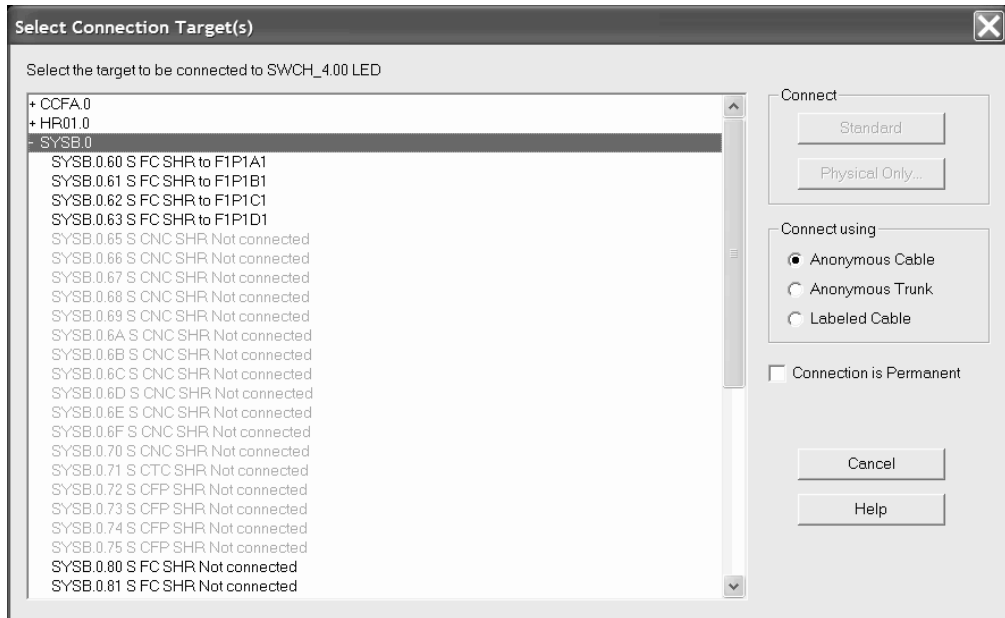 Select Connection Target(s)
Select the target to be connected to SWCH_4.00 LED
+ CCFA.0
+ HR01.0
- SYSB.0
SYSB.0.60 S FC SHR to F1P1A1
SYSB.0.61 S FC SHR to F1P1B1
SYSB.0.62 S FC SHR to F1P1C1
SYSB.0.63 S FC SHR to F1P1D1
SYSB.0.65 S CNC SHR Not connected
SYSB.0.66 S CNC SHR Not connected
SYSB.0.67 S CNC SHR Not connected
SYSB.0.68 S CNC SHR Not connected
SYSB.0.69 S CNC SHR Not connected
SYSB.0.6A S CNC SHR Not connected
SYSB.0.6B S CNC SHR Not connected
SYSB.0.6C S CNC SHR Not connected
SYSB.0.6D S CNC SHR Not connected
SYSB.0.6E S CNC SHR Not connected
SYSB.0.6F S CNC SHR Not connected
SYSB.0.70 S CNC SHR Not connected
SYSB.0.71 S CTC SHR Not connected
SYSB.0.72 S CFP SHR Not connected
SYSB.0.73 S CFP SHR Not connected
SYSB.0.74 S CFP SHR Not connected
SYSB.0.75 S CFP SHR Not connected
SYSB.0.80 S FC SHR Not connected
SYSB.0.81 S FC SHR Not connected
Connect
Standard
Physical Only...
Connect using
Anonymous Cable
Anonymous Trunk
Labeled Cable
Connection is Permanent
Cancel
Help